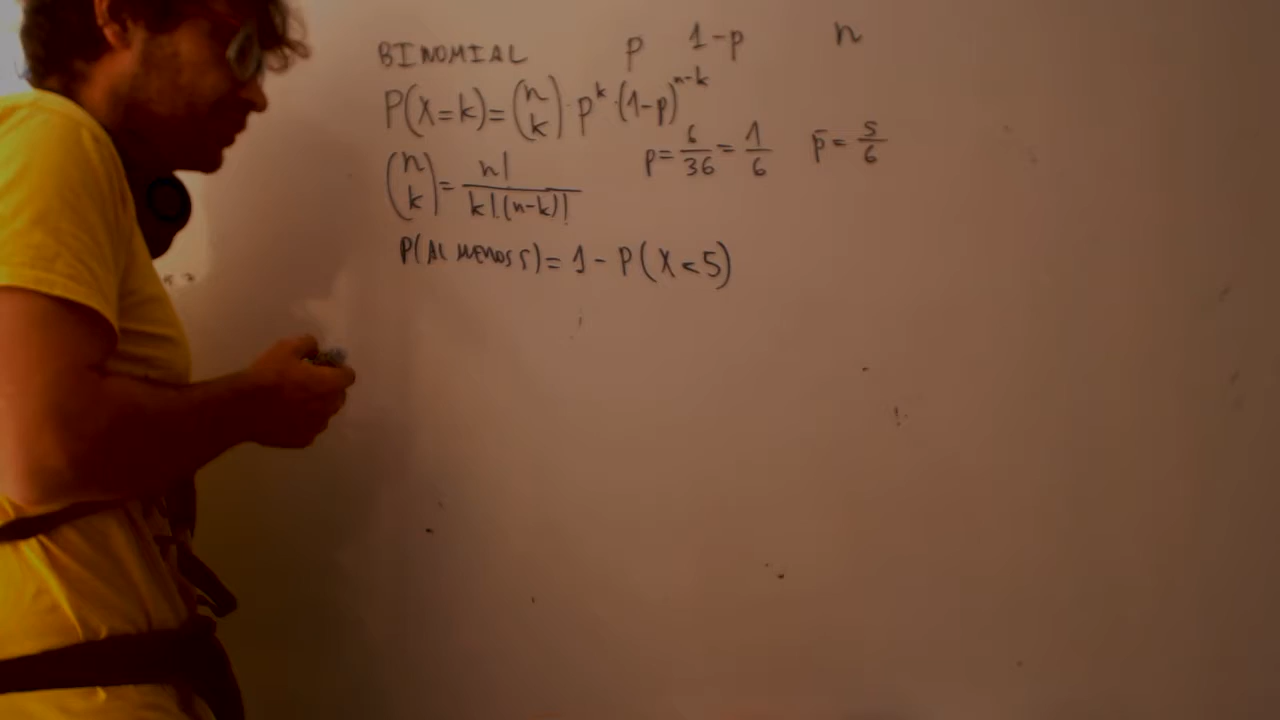 BINOMIAL p 1-p n
P(X=k)=(n k)·p^k·(1-p)^n-k
p=6/36=1/6 p̄=5/6
(n k)=n!/k!(n-k)!
P(AL MENOS 5)=1-P(X<5)